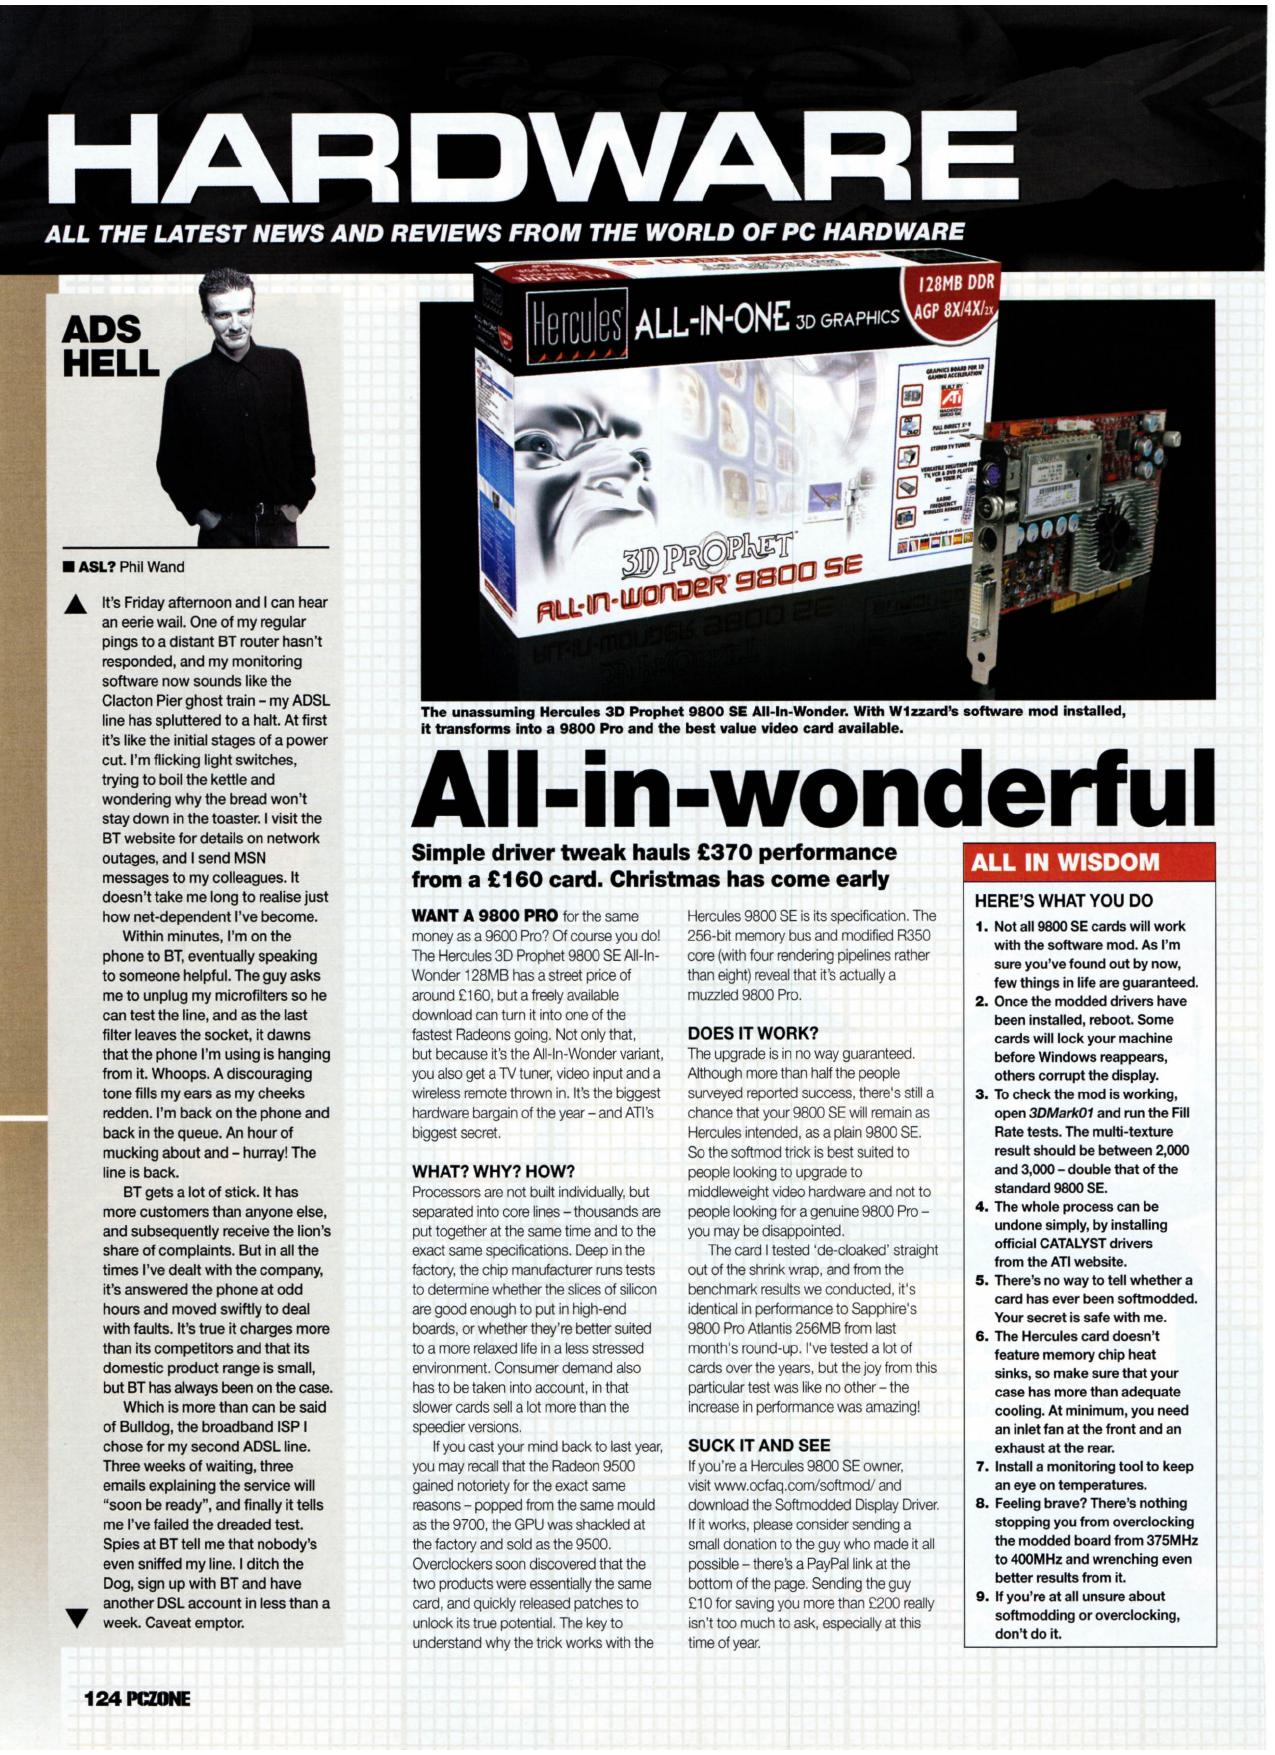 HARDWARE
ALL THE LATEST NEWS AND REVIEWS FROM THE WORLD OF PC HARDWARE
ADS
HELL
■ ASL? Phil Wand
▲ It's Friday afternoon and I can hear
an eerie wail. One of my regular
pings to a distant BT router hasn't
responded, and my monitoring
software now sounds like the
Clacton Pier ghost train – my ADSL
line has spluttered to a halt. At first
it's like the initial stages of a power
cut. I'm flicking light switches,
trying to boil the kettle and
wondering why the bread won't
stay down in the toaster. I visit the
BT website for details on network
outages, and I send MSN
messages to my colleagues. It
doesn't take me long to realise just
how net-dependent I've become.
Within minutes, I'm on the
phone to BT, eventually speaking
to someone helpful. The guy asks
me to unplug my microfilters so he
can test the line, and as the last
filter leaves the socket, it dawns
that the phone I'm using is hanging
from it. Whoops. A discouraging
tone fills my ears as my cheeks
redden. I'm back on the phone and
back in the queue. An hour of
mucking about and – hurray! The
line is back.
BT gets a lot of stick. It has
more customers than anyone else,
and subsequently receive the lion's
share of complaints. But in all the
times I've dealt with the company,
it's answered the phone at odd
hours and moved swiftly to deal
with faults. It's true it charges more
than its competitors and that its
domestic product range is small,
but BT has always been on the case.
Which is more than can be said
of Bulldog, the broadband ISP I
chose for my second ADSL line.
Three weeks of waiting, three
emails explaining the service will
"soon be ready", and finally it tells
me I've failed the dreaded test.
Spies at BT tell me that nobody's
even sniffed my line. I ditch the
Dog, sign up with BT and have
another DSL account in less than a
▼ week. Caveat emptor.
Hercules ALL-IN-ONE 3D GRAPHICS
128MB DDR
AGP 8X/4X/2X
GRAPHICS BOARD FOR 3D
GAMING ACCELERATION
BUILT BY
ATI
RADEON
9800 SE
STEREO TV TUNER
VERSATILE SOLUTION FOR
TV, VCR & DVD PLAYER
ON YOUR PC
RADIO
FREQUENCY
WIRELESS REMOTE
3D PROPHET
ALL-IN-WONDER 9800 SE
The unassuming Hercules 3D Prophet 9800 SE All-In-Wonder. With W1zzard's software mod installed,
it transforms into a 9800 Pro and the best value video card available.
All-in-wonderful
Simple driver tweak hauls £370 performance
from a £160 card. Christmas has come early
WANT A 9800 PRO for the same
money as a 9600 Pro? Of course you do!
The Hercules 3D Prophet 9800 SE All-In-
Wonder 128MB has a street price of
around £160, but a freely available
download can turn it into one of the
fastest Radeons going. Not only that,
but because it's the All-In-Wonder variant,
you also get a TV tuner, video input and a
wireless remote thrown in. It's the biggest
hardware bargain of the year – and ATI's
biggest secret.
WHAT? WHY? HOW?
Processors are not built individually, but
separated into core lines – thousands are
put together at the same time and to the
exact same specifications. Deep in the
factory, the chip manufacturer runs tests
to determine whether the slices of silicon
are good enough to put in high-end
boards, or whether they're better suited
to a more relaxed life in a less stressed
environment. Consumer demand also
has to be taken into account, in that
slower cards sell a lot more than the
speedier versions.
If you cast your mind back to last year,
you may recall that the Radeon 9500
gained notoriety for the exact same
reasons – popped from the same mould
as the 9700, the GPU was shackled at
the factory and sold as the 9500.
Overclockers soon discovered that the
two products were essentially the same
card, and quickly released patches to
unlock its true potential. The key to
understand why the trick works with the
Hercules 9800 SE is its specification. The
256-bit memory bus and modified R350
core (with four rendering pipelines rather
than eight) reveal that it's actually a
muzzled 9800 Pro.
DOES IT WORK?
The upgrade is in no way guaranteed.
Although more than half the people
surveyed reported success, there's still a
chance that your 9800 SE will remain as
Hercules intended, as a plain 9800 SE.
So the softmod trick is best suited to
people looking to upgrade to
middleweight video hardware and not to
people looking for a genuine 9800 Pro –
you may be disappointed.
The card I tested 'de-cloaked' straight
out of the shrink wrap, and from the
benchmark results we conducted, it's
identical in performance to Sapphire's
9800 Pro Atlantis 256MB from last
month's round-up. I've tested a lot of
cards over the years, but the joy from this
particular test was like no other – the
increase in performance was amazing!
SUCK IT AND SEE
If you're a Hercules 9800 SE owner,
visit www.ocfaq.com/softmod/ and
download the Softmodded Display Driver.
If it works, please consider sending a
small donation to the guy who made it all
possible – there's a PayPal link at the
bottom of the page. Sending the guy
£10 for saving you more than £200 really
isn't too much to ask, especially at this
time of year.
ALL IN WISDOM
HERE'S WHAT YOU DO
1. Not all 9800 SE cards will work
with the software mod. As I'm
sure you've found out by now,
few things in life are guaranteed.
2. Once the modded drivers have
been installed, reboot. Some
cards will lock your machine
before Windows reappears,
others corrupt the display.
3. To check the mod is working,
open 3DMark01 and run the Fill
Rate tests. The multi-texture
result should be between 2,000
and 3,000 – double that of the
standard 9800 SE.
4. The whole process can be
undone simply, by installing
official CATALYST drivers
from the ATI website.
5. There's no way to tell whether a
card has ever been softmodded.
Your secret is safe with me.
6. The Hercules card doesn't
feature memory chip heat
sinks, so make sure that your
case has more than adequate
cooling. At minimum, you need
an inlet fan at the front and an
exhaust at the rear.
7. Install a monitoring tool to keep
an eye on temperatures.
8. Feeling brave? There's nothing
stopping you from overclocking
the modded board from 375MHz
to 400MHz and wrenching even
better results from it.
9. If you're at all unsure about
softmodding or overclocking,
don't do it.
124 PCZONE